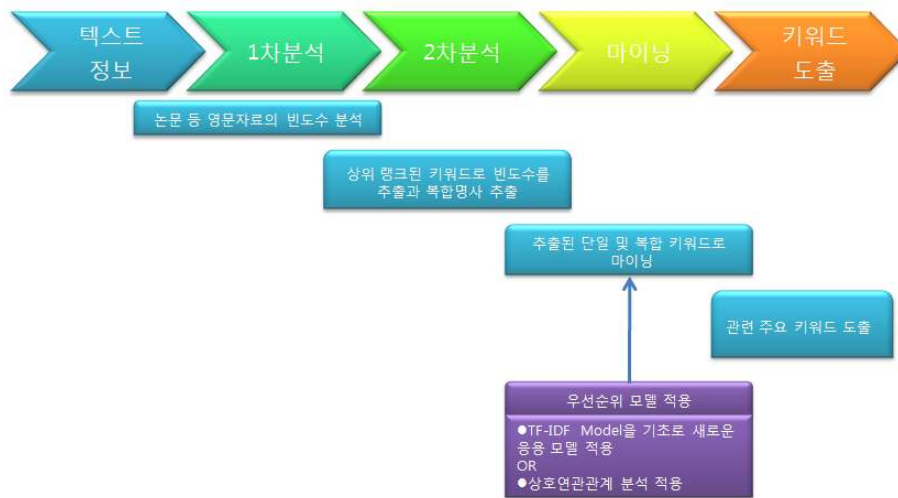 텍스트
정보
1차분석
2차분석
마이닝
키워드
도출
논문 등 영문자료의 빈도수 분석
상위 랭크된 키워드로 빈도수를
추출과 복합명사 추출
추출된 단일 및 복합 키워드로
마이닝
관련 주요 키워드 도출
우선순위 모델 적용
●TF-IDF Model을 기초로 새로운
응용 모델 적용
OR
●상호연관관계 분석 적용